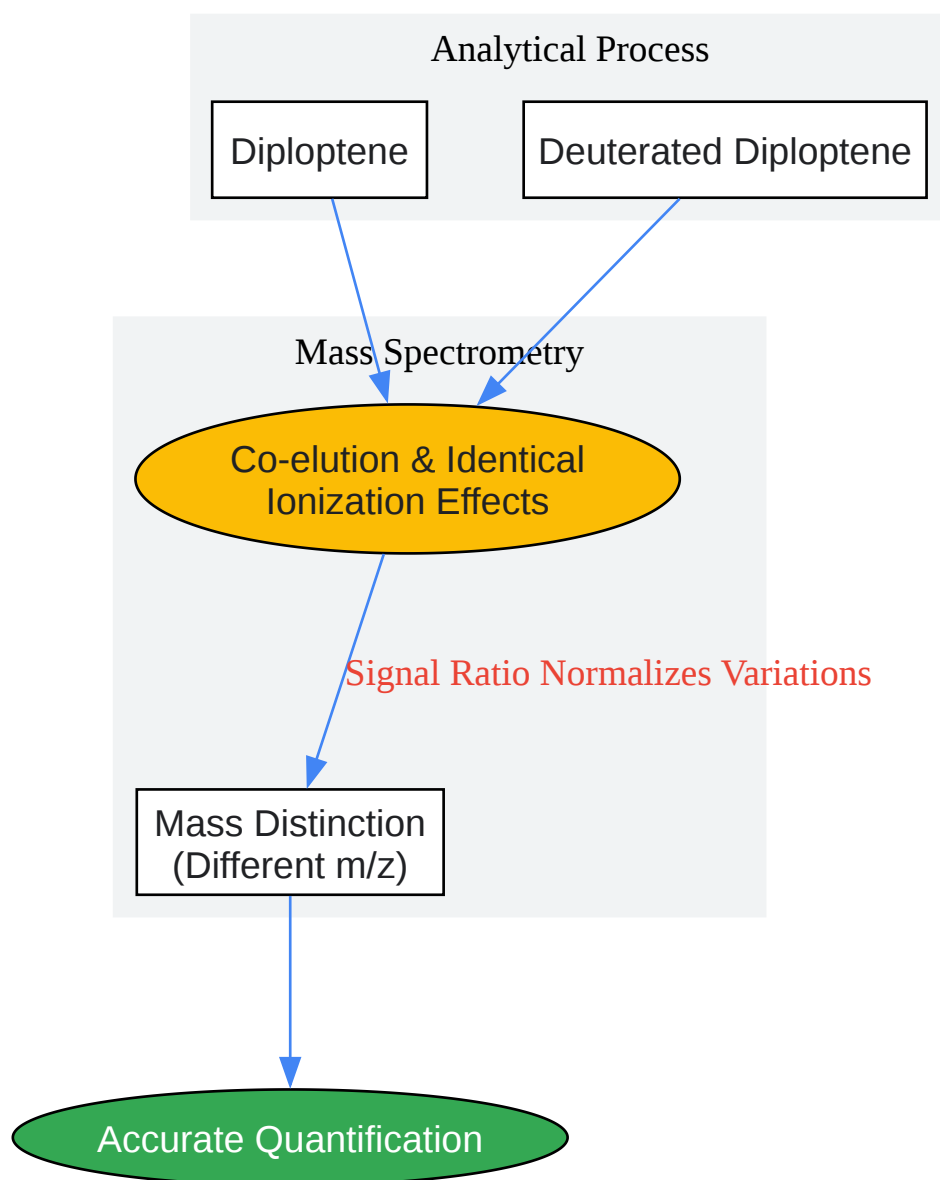 Analytical Process
Diploptene
Deuterated Diploptene
Mass Spectrometry
Co-elution & Identical
Ionization Effects
Signal Ratio Normalizes Variations
Mass Distinction
(Different m/z)
Accurate Quantification